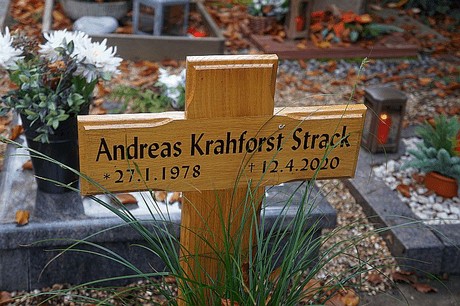 Andreas Krahforst Strack
*27.1.1978 †12.4.2020